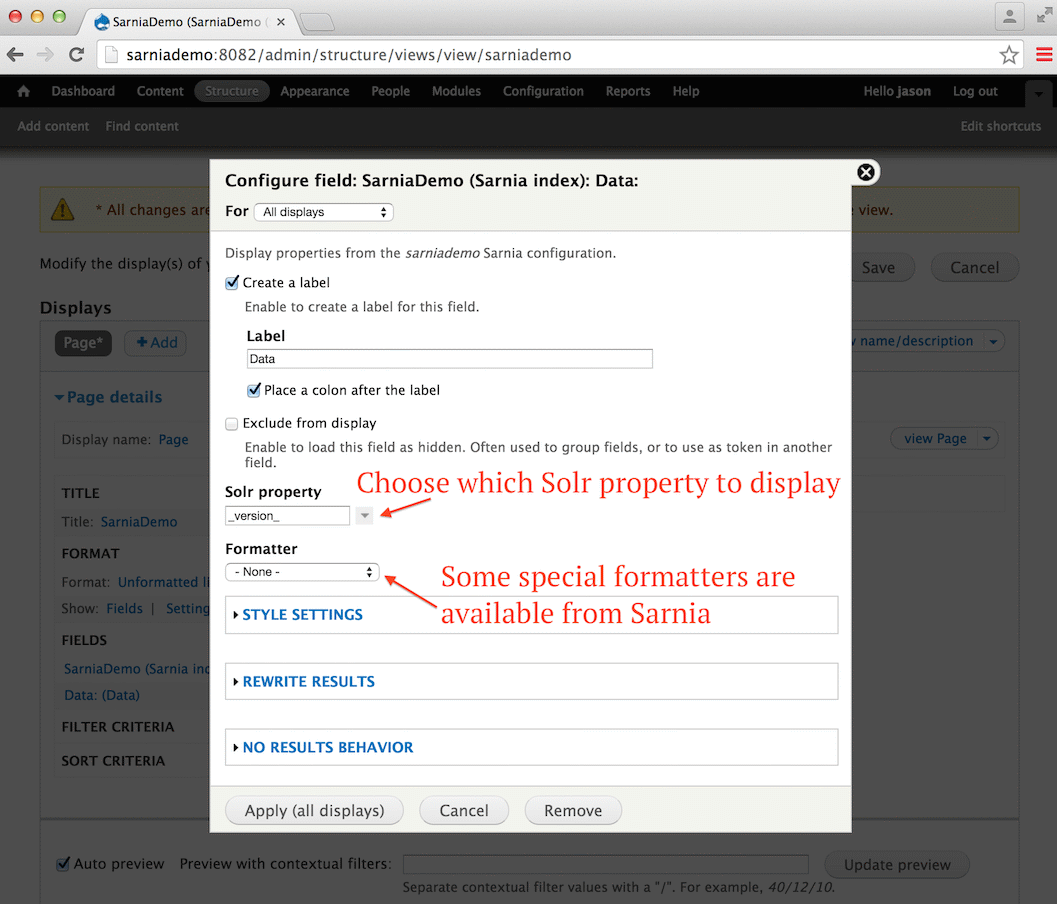 SarniaDemo (SarniaDemo (
sarniademo:8082/admin/structure/views/view/sarniademo
Dashboard Content Structure Appearance People Modules Configuration Reports Help Hello jason Log out
Add content Find content Edit shortcuts
Configure field: SarniaDemo (Sarnia index): Data:
For All displays
* All changes are
view.
Display properties from the sarniademo Sarnia configuration.
Modify the display(s) of
Save Cancel
Create a label
Enable to create a label for this field.
Displays
Page* Add
name/description
Label
Data
Place a colon after the label
Page details
Exclude from display
Enable to load this field as hidden. Often used to group fields, or to use as token in another
field.
Display name: Page
view Page
Choose which Solr property to display
Solr property
_version_
TITLE
Title: SarniaDemo
FORMAT
Formatter
- None -
Some special formatters are
available from Sarnia
Format: Unformatted li
Show: Fields | Setting
STYLE SETTINGS
FIELDS
SarniaDemo (Sarnia ind
Data: (Data)
REWRITE RESULTS
FILTER CRITERIA
NO RESULTS BEHAVIOR
SORT CRITERIA
Apply (all displays) Cancel Remove
Auto preview Preview with contextual filters: Update preview
Separate contextual filter values with a "/". For example, 40/12/10.